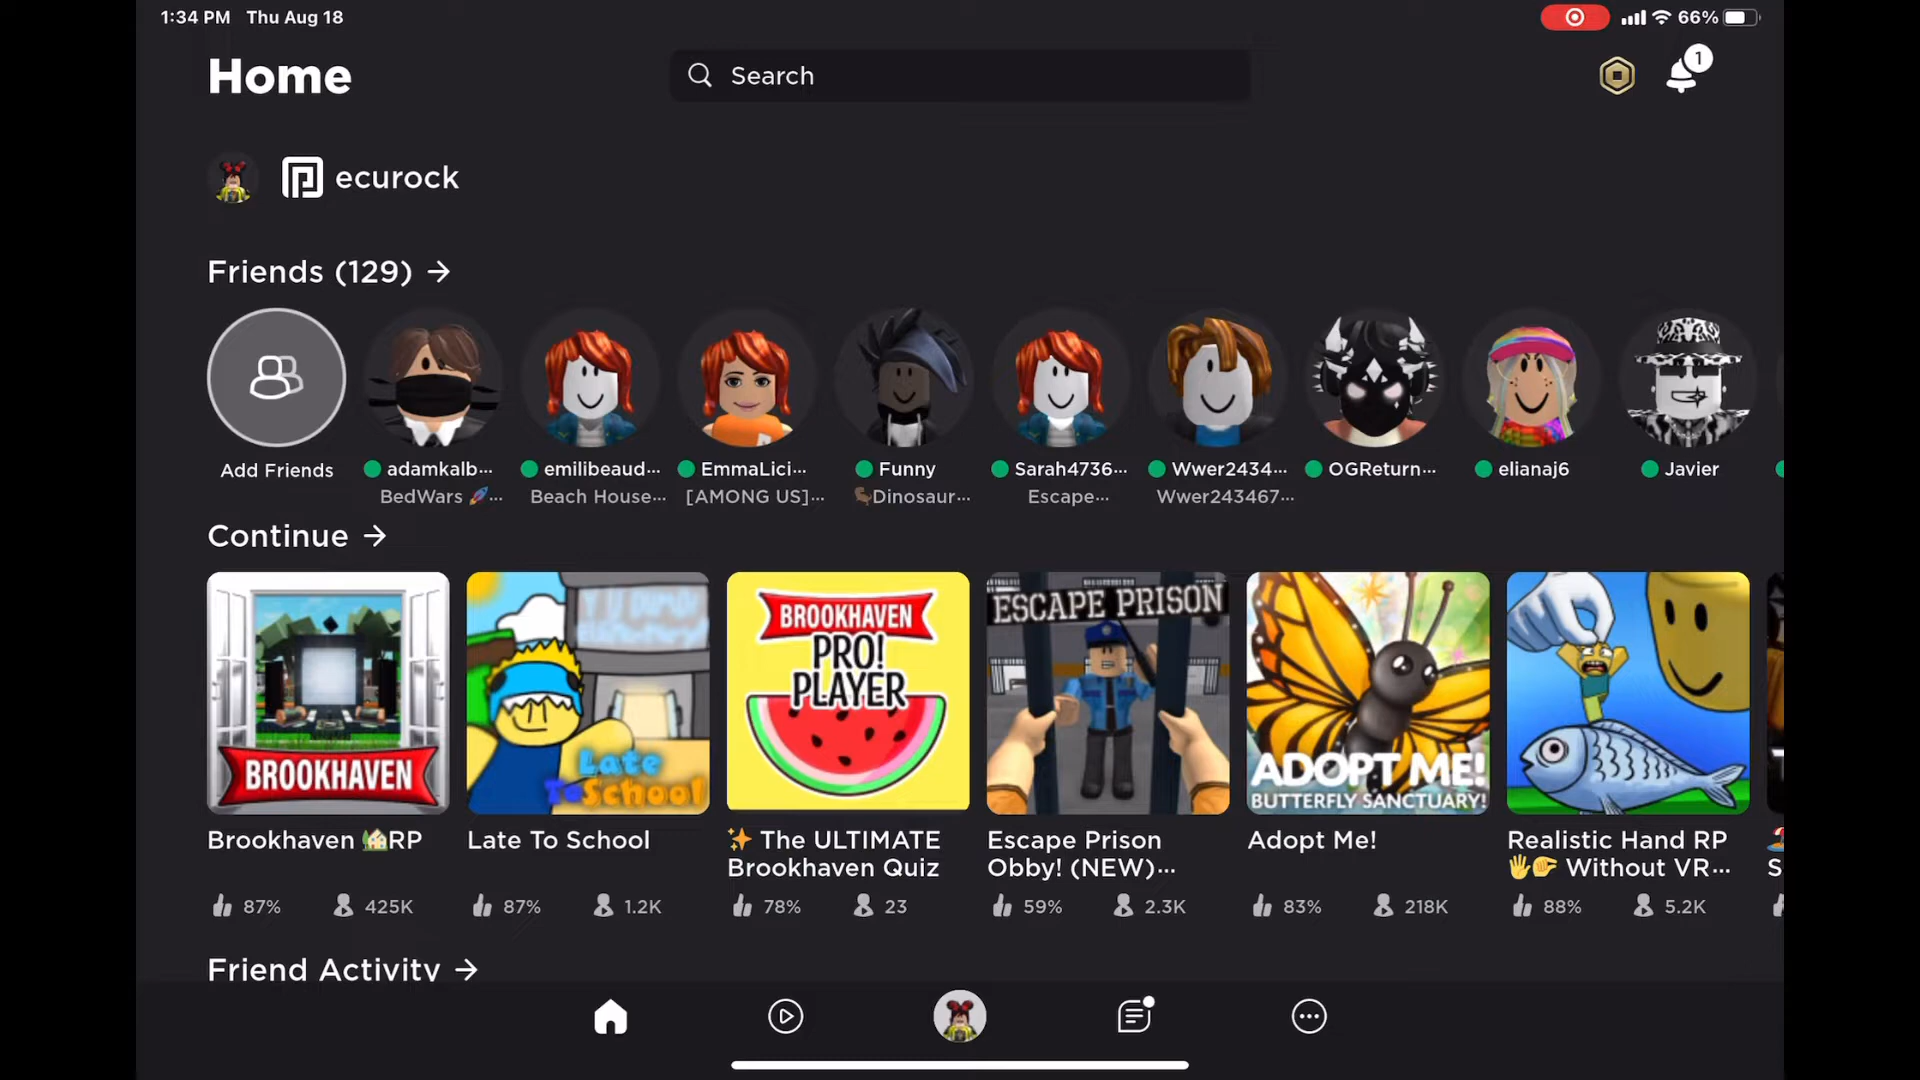 1:34 PM Thu Aug 18
66%
Home
Search
1
ecurock
Friends (129) →
Add Friends
adamkalb...
emilibeaud...
EmmaLici...
Funny
Sarah4736...
Wwer2434...
OGReturn...
elianaj6
Javier
BedWars 🚀...
Beach House...
[AMONG US]...
🦕Dinosaur...
Escape...
Wwer243467...
Continue →
BROOKHAVEN
Late
To School
BROOKHAVEN
PRO!
PLAYER
ESCAPE PRISON
ADOPT ME!
BUTTERFLY SANCTUARY!
Brookhaven 🏡RP
Late To School
✨ The ULTIMATE
Brookhaven Quiz
Escape Prison
Obby! (NEW)...
Adopt Me!
Realistic Hand RP
🖐👊 Without VR...
S
87% 425K
87% 1.2K
78% 23
59% 2.3K
83% 218K
88% 5.2K
Friend Activity →